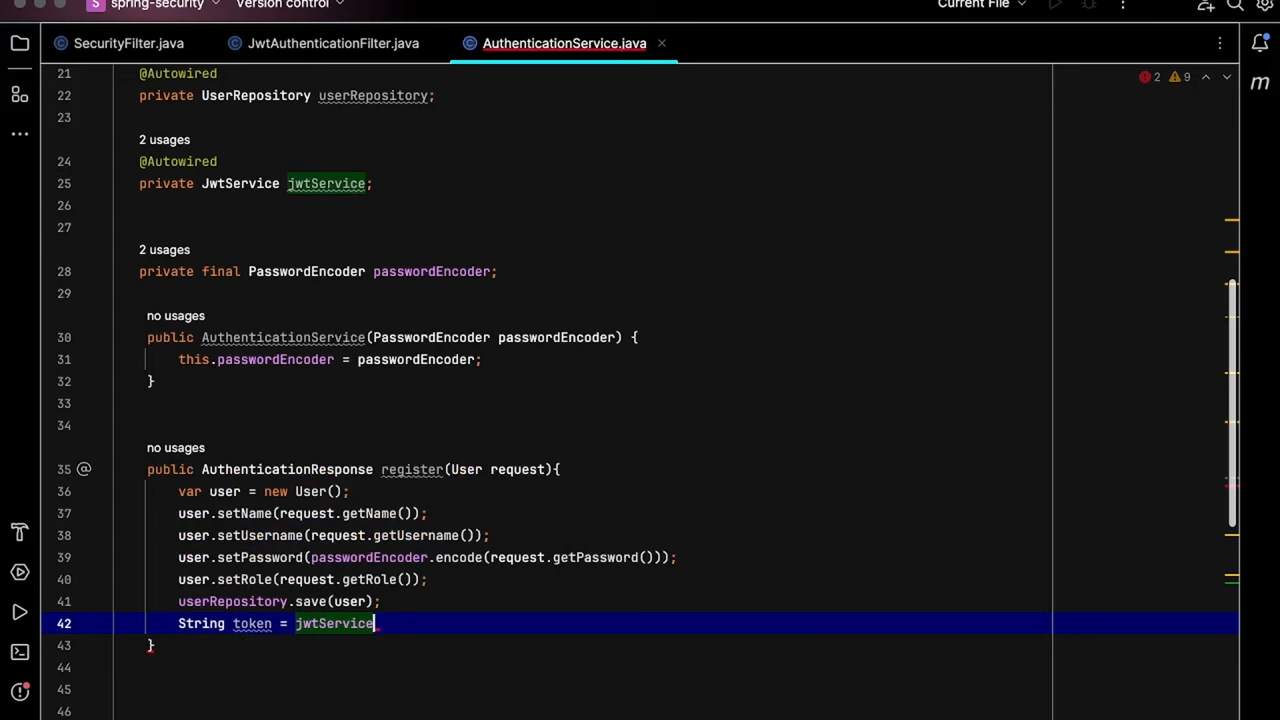 spring-security Version control Current File
SecurityFilter.java JwtAuthenticationFilter.java AuthenticationService.java
21 @Autowired 2 9
22 private UserRepository userRepository;
23
2 usages
24 @Autowired
25 private JwtService jwtService;
26
27
2 usages
28 private final PasswordEncoder passwordEncoder;
29
no usages
30 public AuthenticationService(PasswordEncoder passwordEncoder) {
31 this.passwordEncoder = passwordEncoder;
32 }
33
34
no usages
35 public AuthenticationResponse register(User request){
36 var user = new User();
37 user.setName(request.getName());
38 user.setUsername(request.getUsername());
39 user.setPassword(passwordEncoder.encode(request.getPassword()));
40 user.setRole(request.getRole());
41 userRepository.save(user);
42 String token = jwtService
43 }
44
45
46